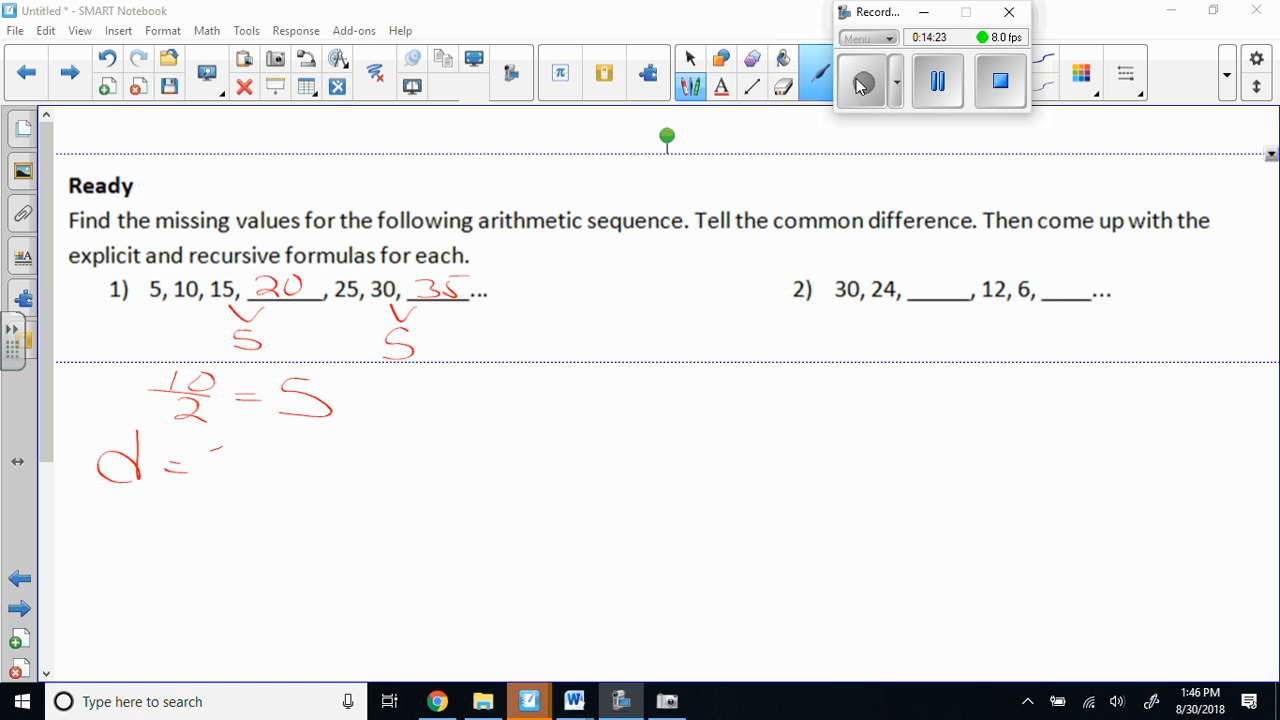 Untitled * - SMART Notebook
Record...
File Edit View Insert Format Math Tools Response Add-ons Help
Menu 0:14:23 8.0 fps
Ready
Find the missing values for the following arithmetic sequence. Tell the common difference. Then come up with the
explicit and recursive formulas for each.
1) 5, 10, 15, 20, 25, 30, 35...
2) 30, 24, _____, 12, 6, ____...
5 5
10
2 = 5
d =
Type here to search
1:46 PM
8/30/2018